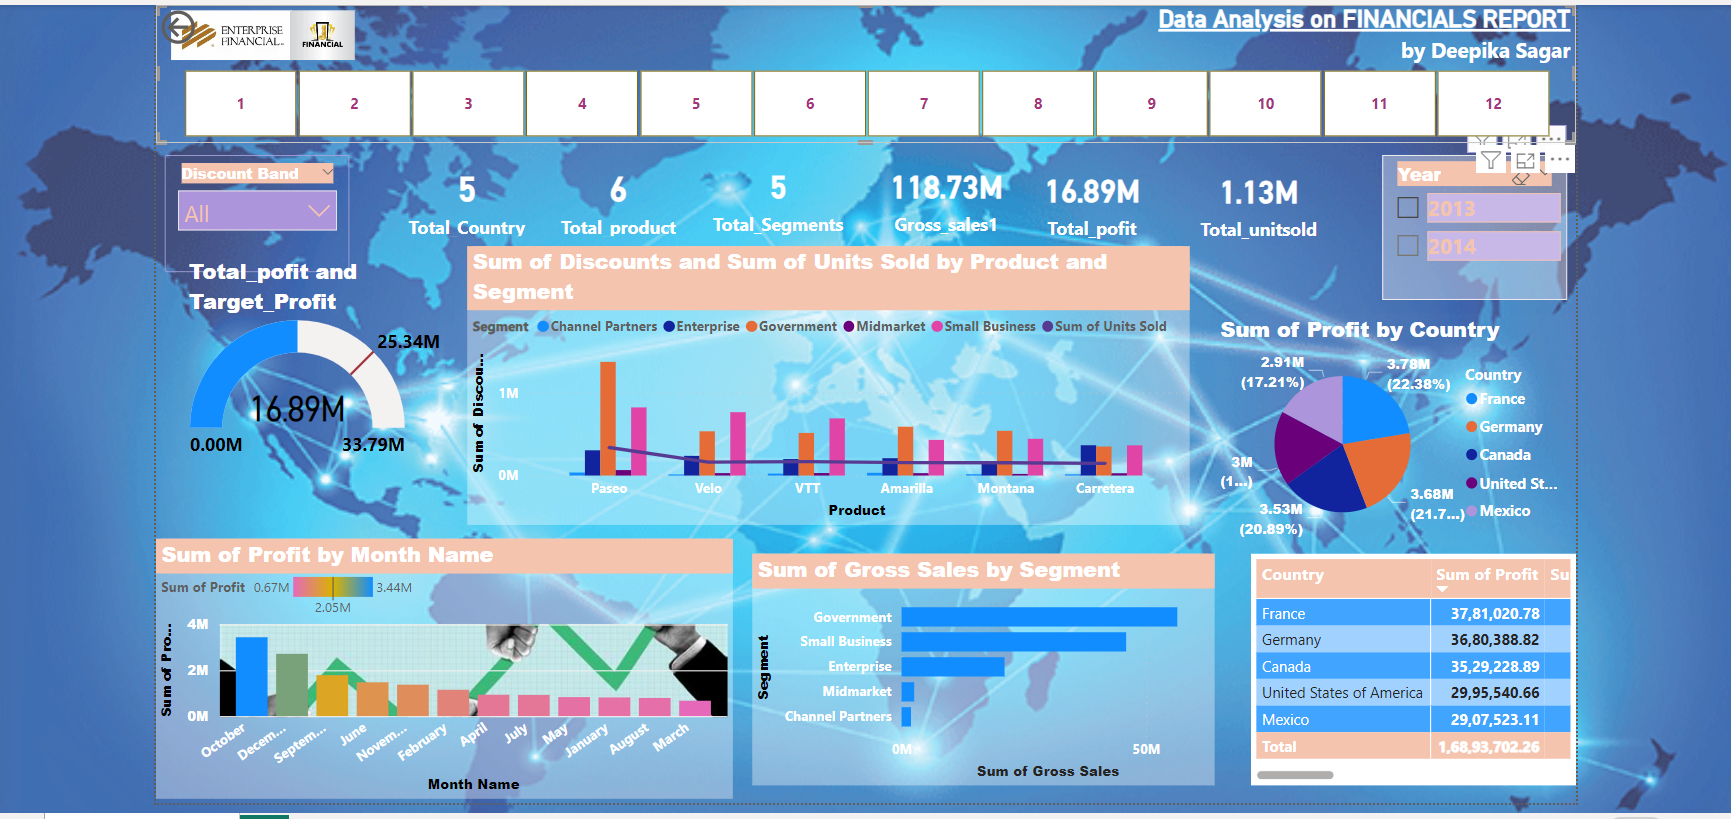 ENTERPRISE
FINANCIAL
FINANCIAL
Data Analysis on FINANCIALS REPORT
by Deepika Sagar
1 2 3 4 5 6 7 8 9 10 11 12
Discount Band
All
5
Total_Country
6
Total_product
5
Total_Segments
118.73M
Gross_sales1
16.89M
Total_pofit
1.13M
Total_unitsold
Year
2013
2014
Total_pofit and
Target_Profit
25.34M
16.89M
0.00M
33.79M
Sum of Discounts and Sum of Units Sold by Product and
Segment
Segment Channel Partners Enterprise Government Midmarket Small Business Sum of Units Sold
Sum of Discou...
1M
0M
Paseo Velo VTT Amarilla Montana Carretera
Product
Sum of Profit by Country
2.91M
(17.21%)
3.78M
(22.38%)
3M
(1...)
3.53M
(20.89%)
3.68M
(21.7...)
Country
France
Germany
Canada
United St...
Mexico
Sum of Profit by Month Name
Sum of Profit 0.67M 3.44M
2.05M
Sum of Pro...
4M
2M
0M
October Decem... Septem... June Novem... February April July May January August March
Month Name
Sum of Gross Sales by Segment
Segment
Government
Small Business
Enterprise
Midmarket
Channel Partners
0M 50M
Sum of Gross Sales
Country Sum of Profit Su
France 37,81,020.78
Germany 36,80,388.82
Canada 35,29,228.89
United States of America 29,95,540.66
Mexico 29,07,523.11
Total 1,68,93,702.26